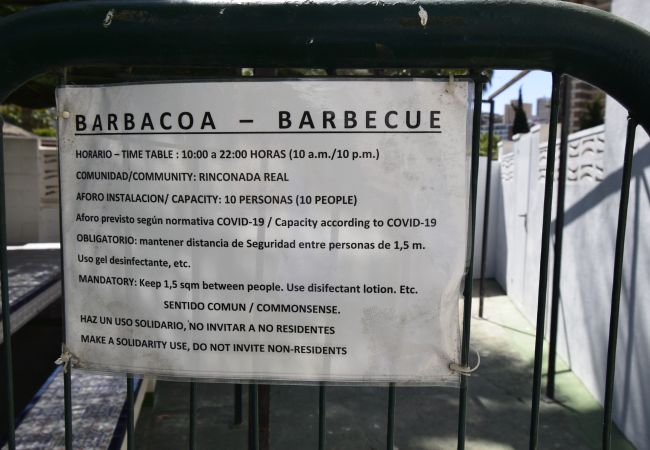 BARBACOA – BARBECUE
HORARIO – TIME TABLE : 10:00 a 22:00 HORAS (10 a.m./10 p.m.)
COMUNIDAD/COMMUNITY: RINCONADA REAL
AFORO INSTALACION/ CAPACITY: 10 PERSONAS (10 PEOPLE)
Aforo previsto según normativa COVID-19 / Capacity according to COVID-19
OBLIGATORIO: mantener distancia de Seguridad entre personas de 1,5 m.
Uso gel desinfectante, etc.
MANDATORY: Keep 1,5 sqm between people. Use disifectant lotion. Etc.
SENTIDO COMUN / COMMONSENSE.
HAZ UN USO SOLIDARIO, NO INVITAR A NO RESIDENTES
MAKE A SOLIDARITY USE, DO NOT INVITE NON-RESIDENTS